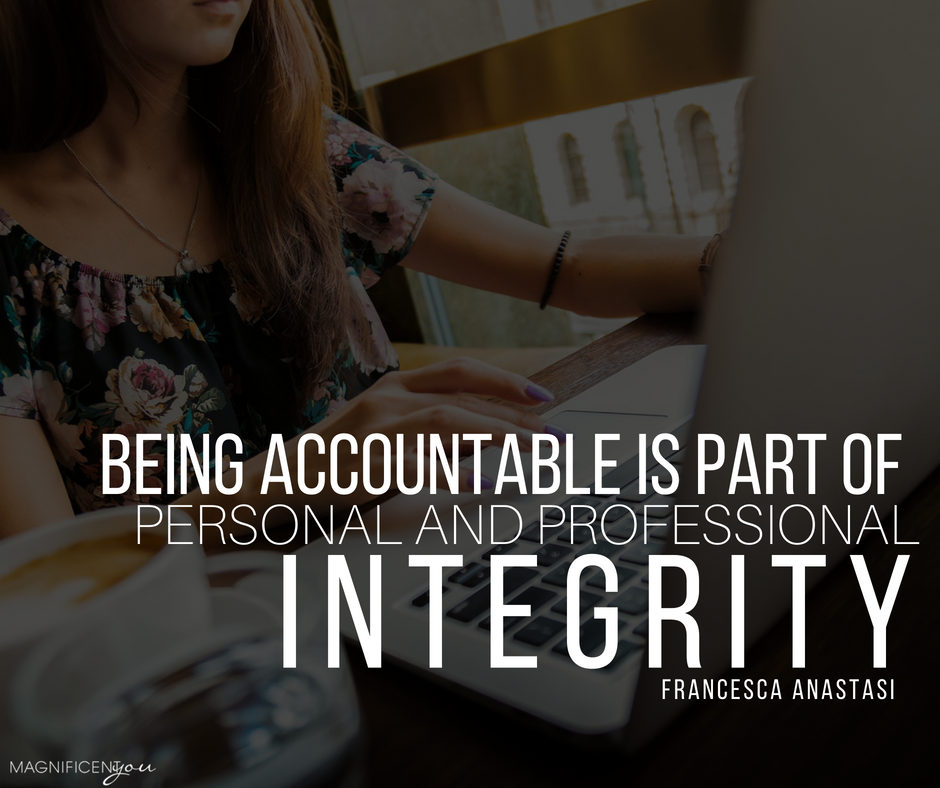 BEING ACCOUNTABLE IS PART OF
PERSONAL AND PROFESSIONAL
INTEGRITY
FRANCESCA ANASTASI
MAGNIFICENT you